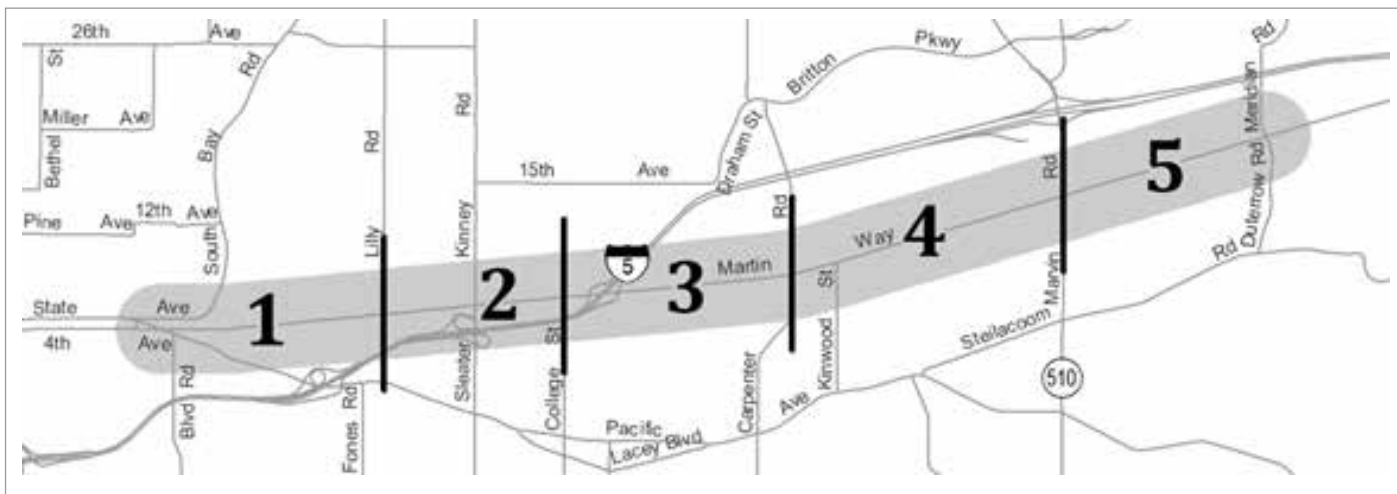 26th Ave
St
Rd
Miller Ave
Bethel
Bay
12th Ave
Pine Ave
South
State Ave
4th Ave
Blvd Rd
Fones Rd
Lilly Rd
1
Kinney Rd
Sleater
2
College St
15th Ave
Draham St
Britton Pkwy
5
3
Martin Way
Carpenter Rd
Pacific Ave
Lacey Blvd
Kinwood St
4
Marvin Rd
510
Steilacoom Rd
5
Duterrow Rd
Meridian Rd